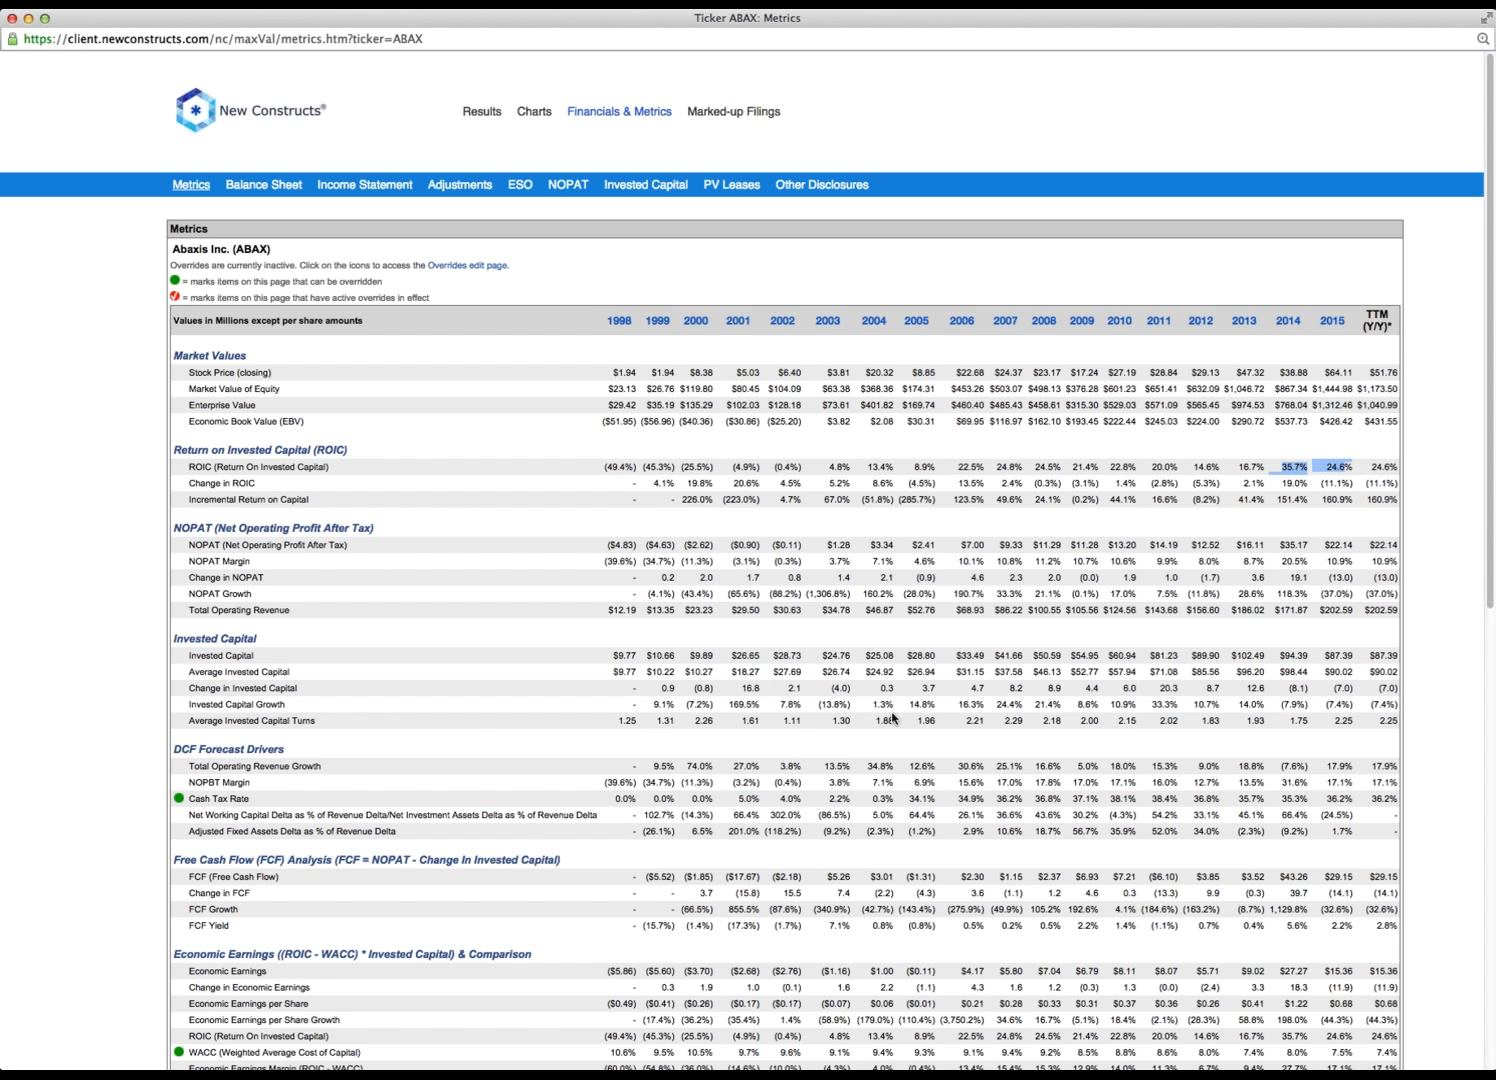 Ticker ABAX: Metrics
https://client.newconstructs.com/nc/maxVal/metrics.htm?ticker=ABAX
New Constructs® Results Charts Financials & Metrics Marked-up Filings
Metrics Balance Sheet Income Statement Adjustments ESO NOPAT Invested Capital PV Leases Other Disclosures
Metrics
Abaxis Inc. (ABAX)
Overrides are currently inactive. Click on the icons to access the Overrides edit page.
= marks items on this page that can be overridden
= marks items on this page that have active overrides in effect
Values in Millions except per share amounts 1998 1999 2000 2001 2002 2003 2004 2005 2006 2007 2008 2009 2010 2011 2012 2013 2014 2015 TTM (Y/Y)*
Market Values
Stock Price (closing) $1.94 $1.94 $8.38 $5.03 $6.40 $3.81 $20.32 $8.85 $22.68 $24.37 $23.17 $17.24 $27.19 $28.84 $29.13 $47.32 $38.88 $64.11 $51.76
Market Value of Equity $23.13 $26.76 $119.80 $80.45 $104.09 $63.38 $368.36 $174.31 $453.26 $503.07 $498.13 $376.28 $601.23 $651.41 $632.09 $1,046.72 $867.34 $1,444.98 $1,173.50
Enterprise Value $29.42 $35.19 $135.29 $102.03 $128.18 $73.61 $401.82 $169.74 $460.40 $485.43 $458.61 $315.30 $529.03 $571.09 $565.45 $974.53 $768.04 $1,312.46 $1,040.99
Economic Book Value (EBV) ($51.95) ($56.96) ($40.36) ($30.86) ($25.20) $3.82 $2.08 $30.31 $69.95 $116.97 $162.10 $193.45 $222.44 $245.03 $224.00 $290.72 $537.73 $426.42 $431.55
Return on Invested Capital (ROIC)
ROIC (Return On Invested Capital) (49.4%) (45.3%) (25.5%) (4.9%) (0.4%) 4.8% 13.4% 8.9% 22.5% 24.8% 24.5% 21.4% 22.8% 20.0% 14.6% 16.7% 35.7% 24.6% 24.6%
Change in ROIC - 4.1% 19.8% 20.6% 4.5% 5.2% 8.6% (4.5%) 13.5% 2.4% (0.3%) (3.1%) 1.4% (2.8%) (5.3%) 2.1% 19.0% (11.1%) (11.1%)
Incremental Return on Capital - - 226.0% (223.0%) 4.7% 67.0% (51.8%) (285.7%) 123.5% 49.6% 24.1% (0.2%) 44.1% 16.6% (8.2%) 41.4% 151.4% 160.9% 160.9%
NOPAT (Net Operating Profit After Tax)
NOPAT (Net Operating Profit After Tax) ($4.83) ($4.63) ($2.62) ($0.90) ($0.11) $1.28 $3.34 $2.41 $7.00 $9.33 $11.29 $11.28 $13.20 $14.19 $12.52 $16.11 $35.17 $22.14 $22.14
NOPAT Margin (39.6%) (34.7%) (11.3%) (3.1%) (0.3%) 3.7% 7.1% 4.6% 10.1% 10.8% 11.2% 10.7% 10.6% 9.9% 8.0% 8.7% 20.5% 10.9% 10.9%
Change in NOPAT - 0.2 2.0 1.7 0.8 1.4 2.1 (0.9) 4.6 2.3 2.0 (0.0) 1.9 1.0 (1.7) 3.6 19.1 (13.0) (13.0)
NOPAT Growth - (4.1%) (43.4%) (65.6%) (88.2%) (1,306.8%) 160.2% (28.0%) 190.7% 33.3% 21.1% (0.1%) 17.0% 7.5% (11.8%) 28.6% 118.3% (37.0%) (37.0%)
Total Operating Revenue $12.19 $13.35 $23.23 $29.50 $30.63 $34.78 $46.87 $52.76 $68.93 $86.22 $100.55 $105.56 $124.56 $143.68 $156.60 $186.02 $171.87 $202.59 $202.59
Invested Capital
Invested Capital $9.77 $10.66 $9.89 $26.65 $28.73 $24.76 $25.08 $28.80 $33.49 $41.66 $50.59 $54.95 $60.94 $81.23 $89.90 $102.49 $94.39 $87.39 $87.39
Average Invested Capital $9.77 $10.22 $10.27 $18.27 $27.69 $26.74 $24.92 $26.94 $31.15 $37.58 $46.13 $52.77 $57.94 $71.08 $85.56 $96.20 $98.44 $90.02 $90.02
Change in Invested Capital - 0.9 (0.8) 16.8 2.1 (4.0) 0.3 3.7 4.7 8.2 8.9 4.4 6.0 20.3 8.7 12.6 (8.1) (7.0) (7.0)
Invested Capital Growth - 9.1% (7.2%) 169.5% 7.8% (13.8%) 1.3% 14.8% 16.3% 24.4% 21.4% 8.6% 10.9% 33.3% 10.7% 14.0% (7.9%) (7.4%) (7.4%)
Average Invested Capital Turns 1.25 1.31 2.26 1.61 1.11 1.30 1.96 2.21 2.29 2.18 2.00 2.15 2.02 1.83 1.93 1.75 2.25 2.25
DCF Forecast Drivers
Total Operating Revenue Growth - 9.5% 74.0% 27.0% 3.8% 13.5% 34.8% 12.6% 30.6% 25.1% 16.6% 5.0% 18.0% 15.3% 9.0% 18.8% (7.6%) 17.9% 17.9%
NOPBT Margin (39.6%) (34.7%) (11.3%) (3.2%) (0.4%) 3.8% 7.1% 6.9% 15.6% 17.0% 17.8% 17.0% 17.1% 16.0% 12.7% 13.5% 31.6% 17.1% 17.1%
Cash Tax Rate 0.0% 0.0% 0.0% 5.0% 4.0% 2.2% 0.3% 34.1% 34.9% 36.2% 36.8% 37.1% 38.1% 38.4% 36.8% 35.7% 35.3% 36.2% 36.2%
Net Working Capital Delta as % of Revenue Delta/Net Investment Assets Delta as % of Revenue Delta - 102.7% (14.3%) 66.4% 302.0% (86.5%) 5.0% 64.4% 26.1% 36.6% 43.6% 30.2% (4.3%) 54.2% 33.1% 45.1% 66.4% (24.5%) -
Adjusted Fixed Assets Delta as % of Revenue Delta - (26.1%) 6.5% 201.0% (118.2%) (9.2%) (2.3%) (1.2%) 2.9% 10.6% 18.7% 56.7% 35.9% 52.0% 34.0% (2.3%) (9.2%) 1.7% -
Free Cash Flow (FCF) Analysis (FCF = NOPAT - Change In Invested Capital)
FCF (Free Cash Flow) - ($5.52) ($1.85) ($17.67) ($2.18) $5.26 $3.01 ($1.31) $2.30 $1.15 $2.37 $6.93 $7.21 ($6.10) $3.85 $3.52 $43.26 $29.15 $29.15
Change in FCF - - 3.7 (15.8) 15.5 7.4 (2.2) (4.3) 3.6 (1.1) 1.2 4.6 0.3 (13.3) 9.9 (0.3) 39.7 (14.1) (14.1)
FCF Growth - - (66.5%) 855.5% (87.6%) (340.9%) (42.7%) (143.4%) (275.9%) (49.9%) 105.2% 192.6% 4.1% (184.6%) (163.2%) (8.7%) 1,129.8% (32.6%) (32.6%)
FCF Yield - (15.7%) (1.4%) (17.3%) (1.7%) 7.1% 0.8% (0.8%) 0.5% 0.2% 0.5% 2.2% 1.4% (1.1%) 0.7% 0.4% 5.6% 2.2% 2.8%
Economic Earnings ((ROIC - WACC) * Invested Capital) & Comparison
Economic Earnings ($5.86) ($5.60) ($3.70) ($2.68) ($2.76) ($1.16) $1.00 ($0.11) $4.17 $5.80 $7.04 $6.79 $8.11 $8.07 $5.71 $9.02 $27.27 $15.36 $15.36
Change in Economic Earnings - 0.3 1.9 1.0 (0.1) 1.6 2.2 (1.1) 4.3 1.6 1.2 (0.3) 1.3 (0.0) (2.4) 3.3 18.3 (11.9) (11.9)
Economic Earnings per Share ($0.49) ($0.41) ($0.26) ($0.17) ($0.17) ($0.07) $0.06 ($0.01) $0.21 $0.28 $0.33 $0.31 $0.37 $0.36 $0.26 $0.41 $1.22 $0.68 $0.68
Economic Earnings per Share Growth - (17.4%) (36.2%) (35.4%) 1.4% (58.9%) (179.0%) (110.4%) (3,750.2%) 34.6% 16.7% (5.1%) 18.4% (2.1%) (28.3%) 58.8% 198.0% (44.3%) (44.3%)
ROIC (Return On Invested Capital) (49.4%) (45.3%) (25.5%) (4.9%) (0.4%) 4.8% 13.4% 8.9% 22.5% 24.8% 24.5% 21.4% 22.8% 20.0% 14.6% 16.7% 35.7% 24.6% 24.6%
WACC (Weighted Average Cost of Capital) 10.6% 9.5% 10.5% 9.7% 9.6% 9.1% 9.4% 9.3% 9.1% 9.4% 9.2% 8.5% 8.8% 8.6% 8.0% 7.4% 8.0% 7.5% 7.4%
Economic Earnings Margin (ROIC - WACC)